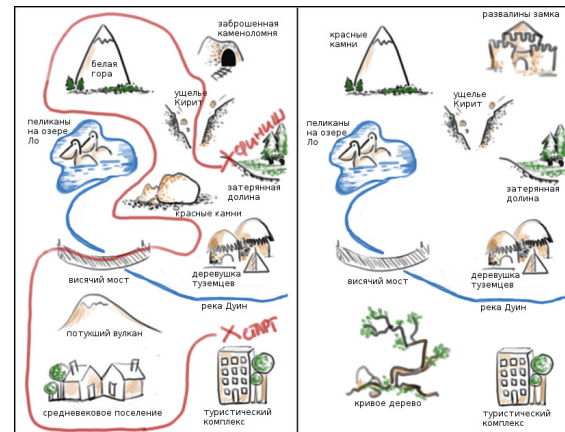 заброшенная
каменоломня
белая
гора
ущелье
Кирит
пеликаны
на озере
Ло
ФИНИШ
затерянная
долина
красные камни
висячий мост
деревушка
туземцев
река Дуин
потукший вулкан
СТАРТ
средневековое поселение
туристический
комплекс
развалины замка
красные
камни
ущелье
Кирит
пеликаны
на озере
Ло
затерянная
долина
висячий мост
деревушка
туземцев
река Дуин
кривое дерево
туристический
комплекс